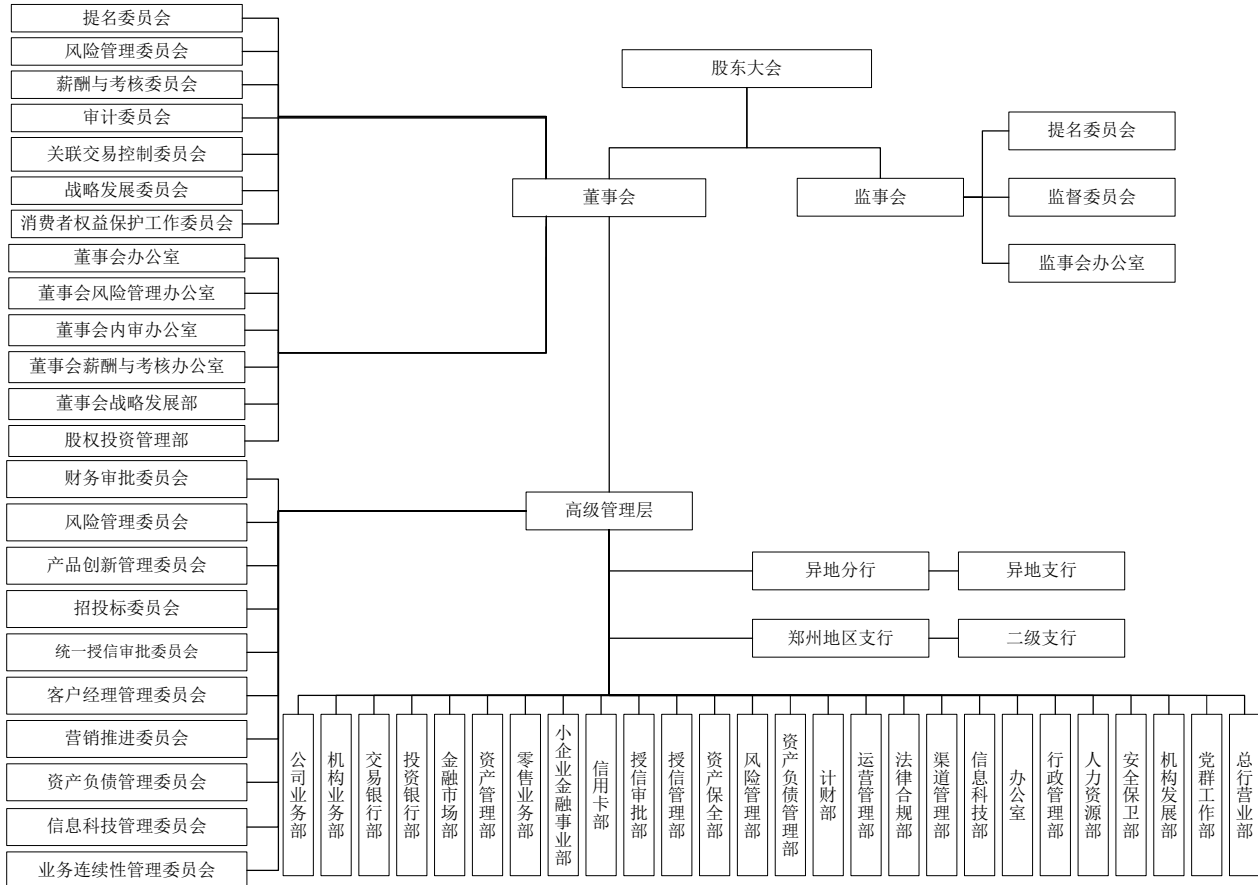 提名委员会
风险管理委员会
薪酬与考核委员会
审计委员会
关联交易控制委员会
战略发展委员会
消费者权益保护工作委员会
董事会办公室
董事会风险管理办公室
董事会内审办公室
董事会薪酬与考核办公室
董事会战略发展部
股权投资管理部
财务审批委员会
风险管理委员会
产品创新管理委员会
招投标委员会
统一授信审批委员会
客户经理管理委员会
营销推进委员会
资产负债管理委员会
信息科技管理委员会
业务连续性管理委员会
股东大会
董事会
监事会
提名委员会
监督委员会
监事会办公室
高级管理层
异地分行
异地支行
郑州地区支行
二级支行
公司业务部
机构业务部
交易银行部
投资银行部
金融市场部
资产管理部
零售业务部
小企业金融事业部
信用卡部
授信审批部
授信管理部
资产保全部
风险管理部
资产负债管理部
计财部
运营管理部
法律合规部
渠道管理部
信息科技部
办公室
行政管理部
人力资源部
安全保卫部
机构发展部
党群工作部
总行营业部